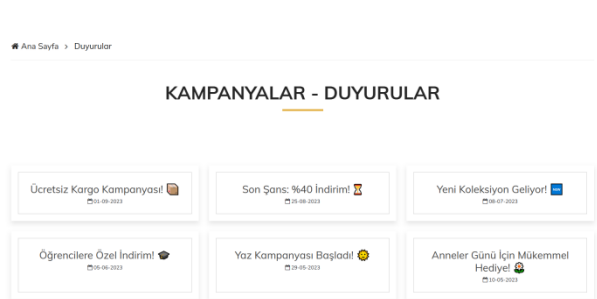 Ana Sayfa > Duyurular
KAMPANYALAR - DUYURULAR
Ücretsiz Kargo Kampanyası!
01-09-2023
Son Şans: %40 İndirim! ⏳
25-08-2023
Yeni Koleksiyon Geliyor! 🆕
08-07-2023
Öğrencilere Özel İndirim! 🎓
05-06-2023
Yaz Kampanyası Başladı! 🌞
29-05-2023
Anneler Günü İçin Mükemmel
Hediye!
10-05-2023